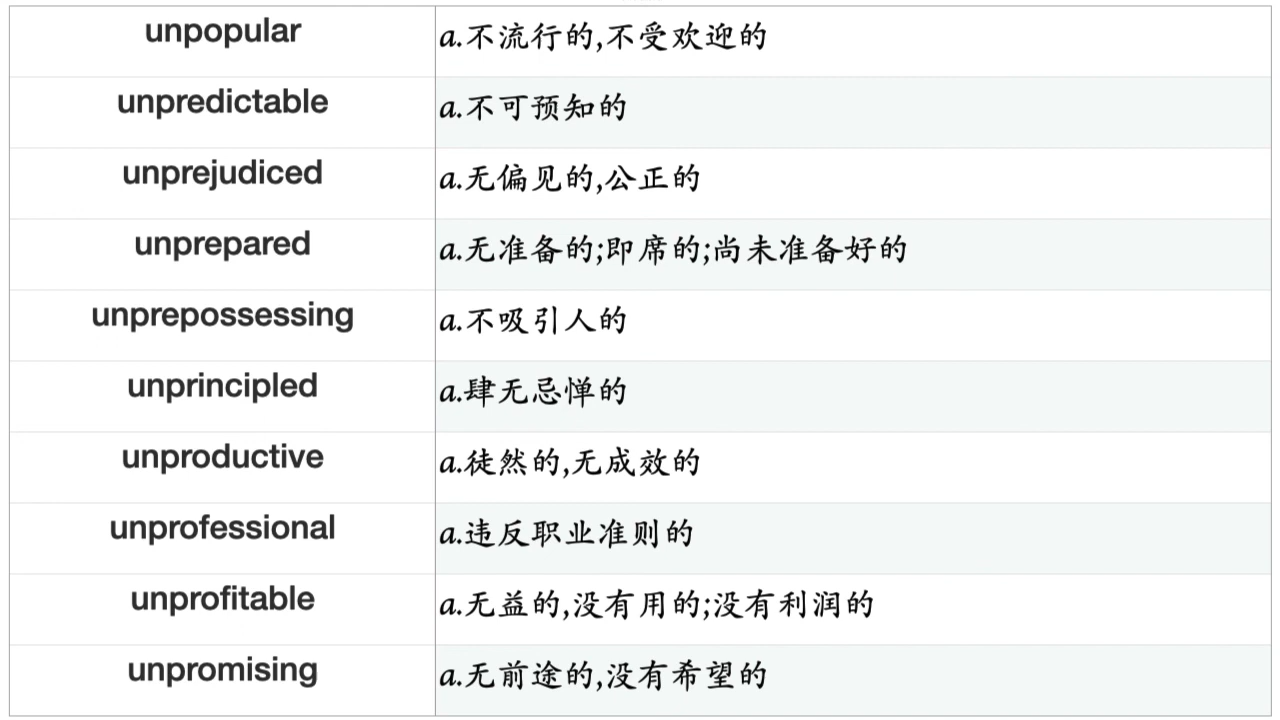 unpopular a.不流行的,不受欢迎的
unpredictable a.不可预知的
unprejudiced a.无偏见的,公正的
unprepared a.无准备的;即席的;尚未准备好的
unprepossessing a.不吸引人的
unprincipled a.肆无忌惮的
unproductive a.徒然的,无成效的
unprofessional a.违反职业准则的
unprofitable a.无益的,没有用的;没有利润的
unpromising a.无前途的,没有希望的